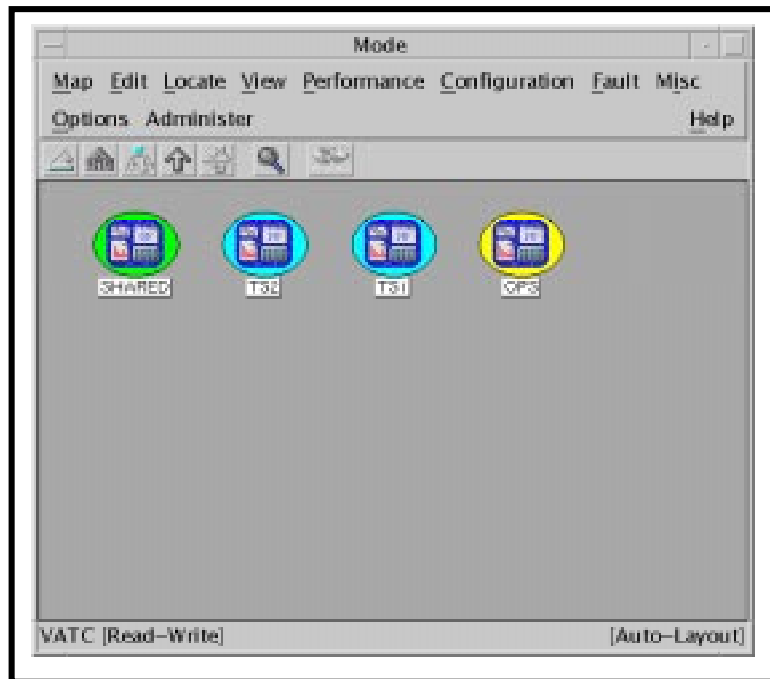 Mode
Map Edit Locate View Performance Configuration Fault Misc
Options Administer Help
SHARED TS2 TS1 OPS
VATC [Read-Write] [Auto-Layout]